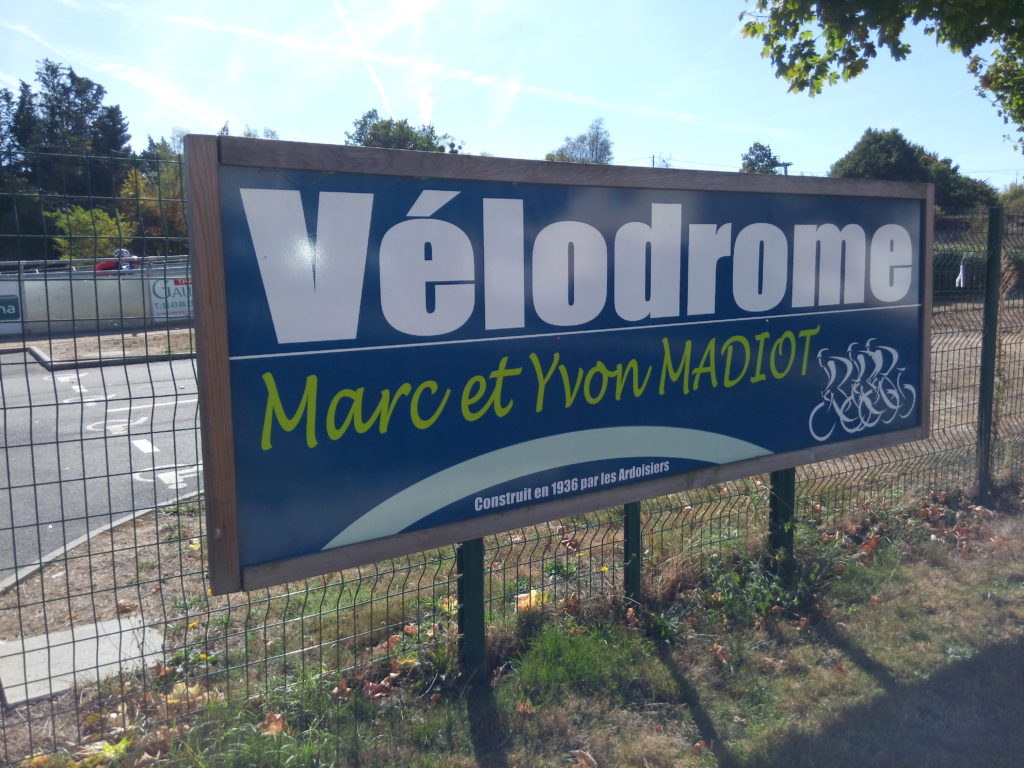 Vélodrome
Marc et Yvon MADIOT
Construit en 1936 par les Ardoisiers